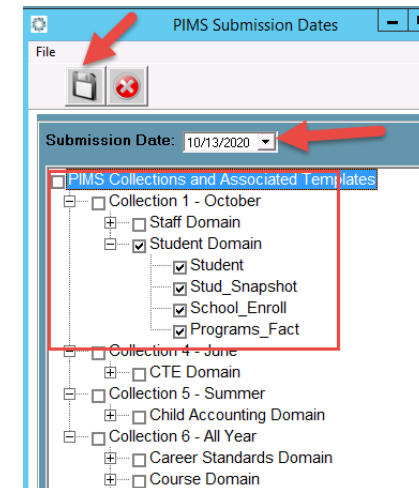 PIMS Submission Dates
File
Submission Date: 10/13/2020
PIMS Collections and Associated Templates
Collection 1 - October
Staff Domain
Student Domain
Student
Stud_Snapshot
School_Enroll
Programs_Fact
Collection 4 - June
CTE Domain
Collection 5 - Summer
Child Accounting Domain
Collection 6 - All Year
Career Standards Domain
Course Domain